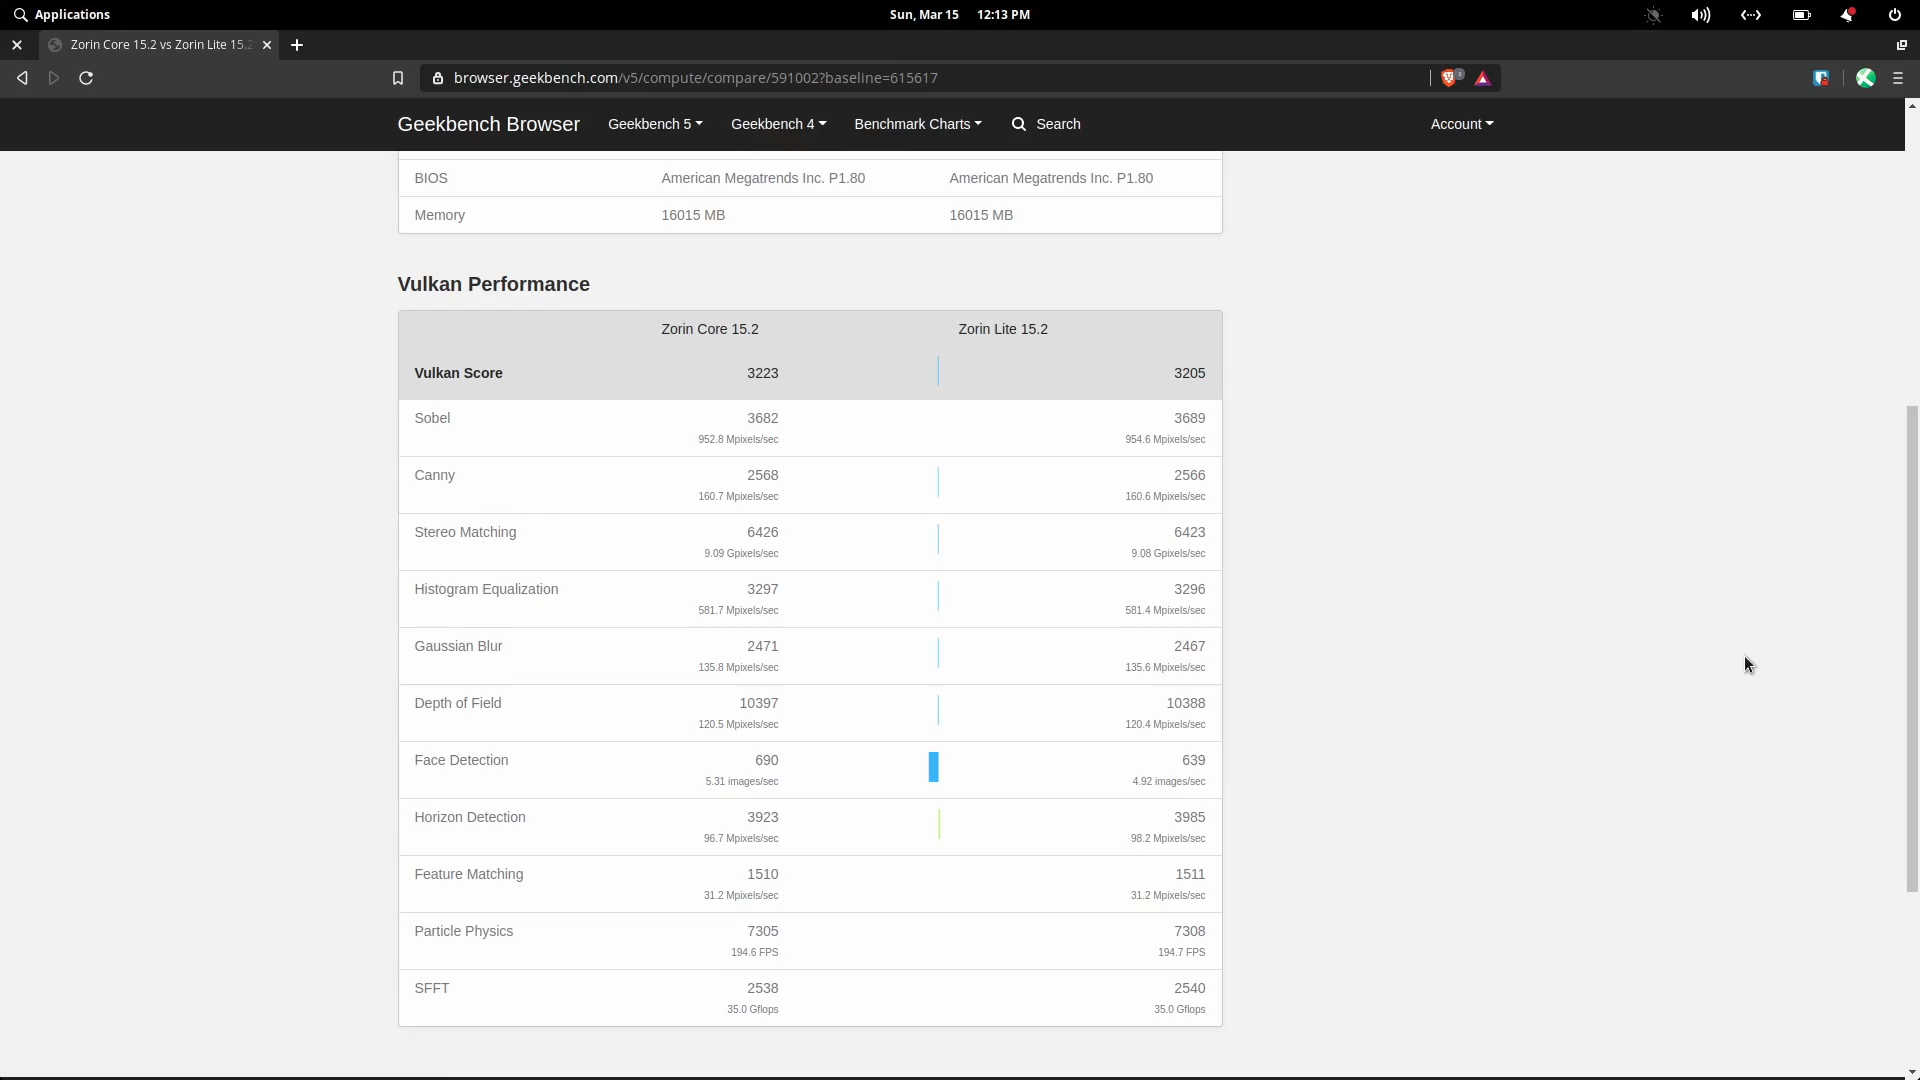 Applications
Sun, Mar 15 12:13 PM
Zorin Core 15.2 vs Zorin Lite 15.2
browser.geekbench.com/v5/compute/compare/591002?baseline=615617
3
Geekbench Browser Geekbench 5 Geekbench 4 Benchmark Charts Search Account
BIOS American Megatrends Inc. P1.80 American Megatrends Inc. P1.80
Memory 16015 MB 16015 MB
Vulkan Performance
Zorin Core 15.2 Zorin Lite 15.2
Vulkan Score 3223 3205
Sobel 3682 3689
952.8 Mpixels/sec 954.6 Mpixels/sec
Canny 2568 2566
160.7 Mpixels/sec 160.6 Mpixels/sec
Stereo Matching 6426 6423
9.09 Gpixels/sec 9.08 Gpixels/sec
Histogram Equalization 3297 3296
581.7 Mpixels/sec 581.4 Mpixels/sec
Gaussian Blur 2471 2467
135.8 Mpixels/sec 135.6 Mpixels/sec
Depth of Field 10397 10388
120.5 Mpixels/sec 120.4 Mpixels/sec
Face Detection 690 639
5.31 images/sec 4.92 images/sec
Horizon Detection 3923 3985
96.7 Mpixels/sec 98.2 Mpixels/sec
Feature Matching 1510 1511
31.2 Mpixels/sec 31.2 Mpixels/sec
Particle Physics 7305 7308
194.6 FPS 194.7 FPS
SFFT 2538 2540
35.0 Gflops 35.0 Gflops